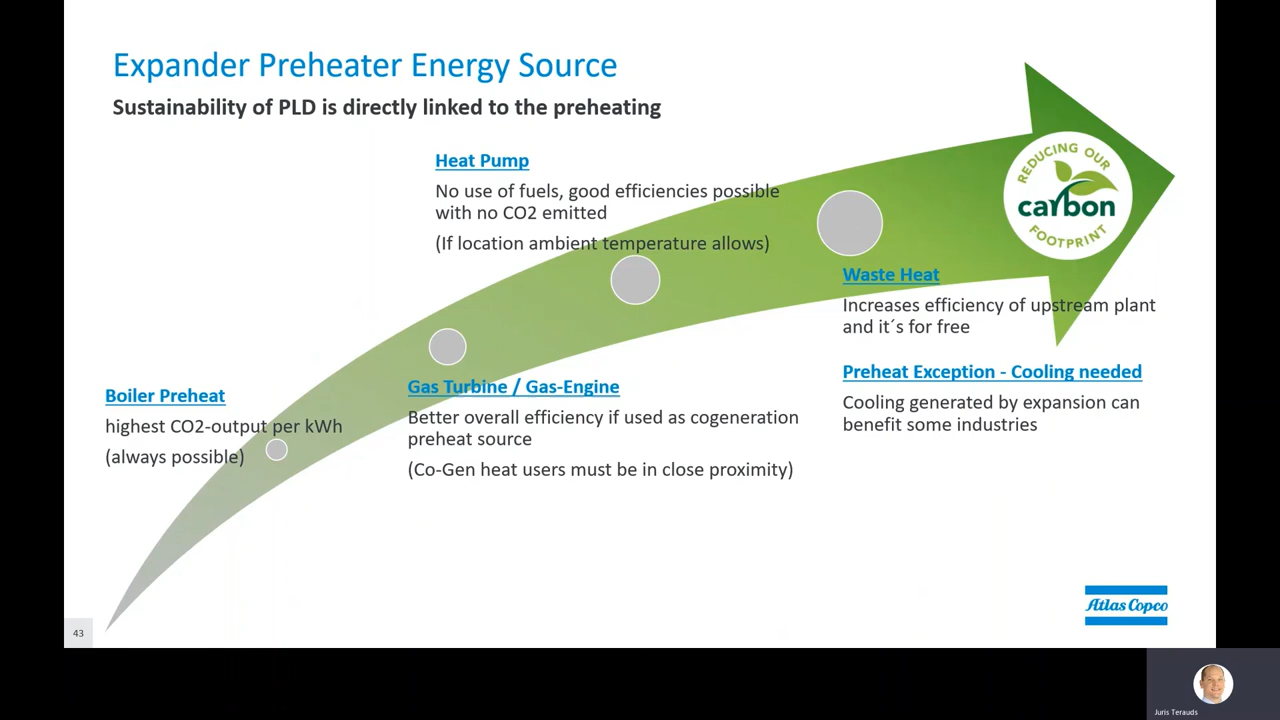 Expander Preheater Energy Source
Sustainability of PLD is directly linked to the preheating
Heat Pump
No use of fuels, good efficiencies possible
with no CO2 emitted
(If location ambient temperature allows)
REDUCING OUR
carbon
FOOTPRINT
Waste Heat
Increases efficiency of upstream plant
and it´s for free
Preheat Exception - Cooling needed
Cooling generated by expansion can
benefit some industries
Boiler Preheat
highest CO2-output per kWh
(always possible)
Gas Turbine / Gas-Engine
Better overall efficiency if used as cogeneration
preheat source
(Co-Gen heat users must be in close proximity)
Atlas Copco
43
Juris Terauds